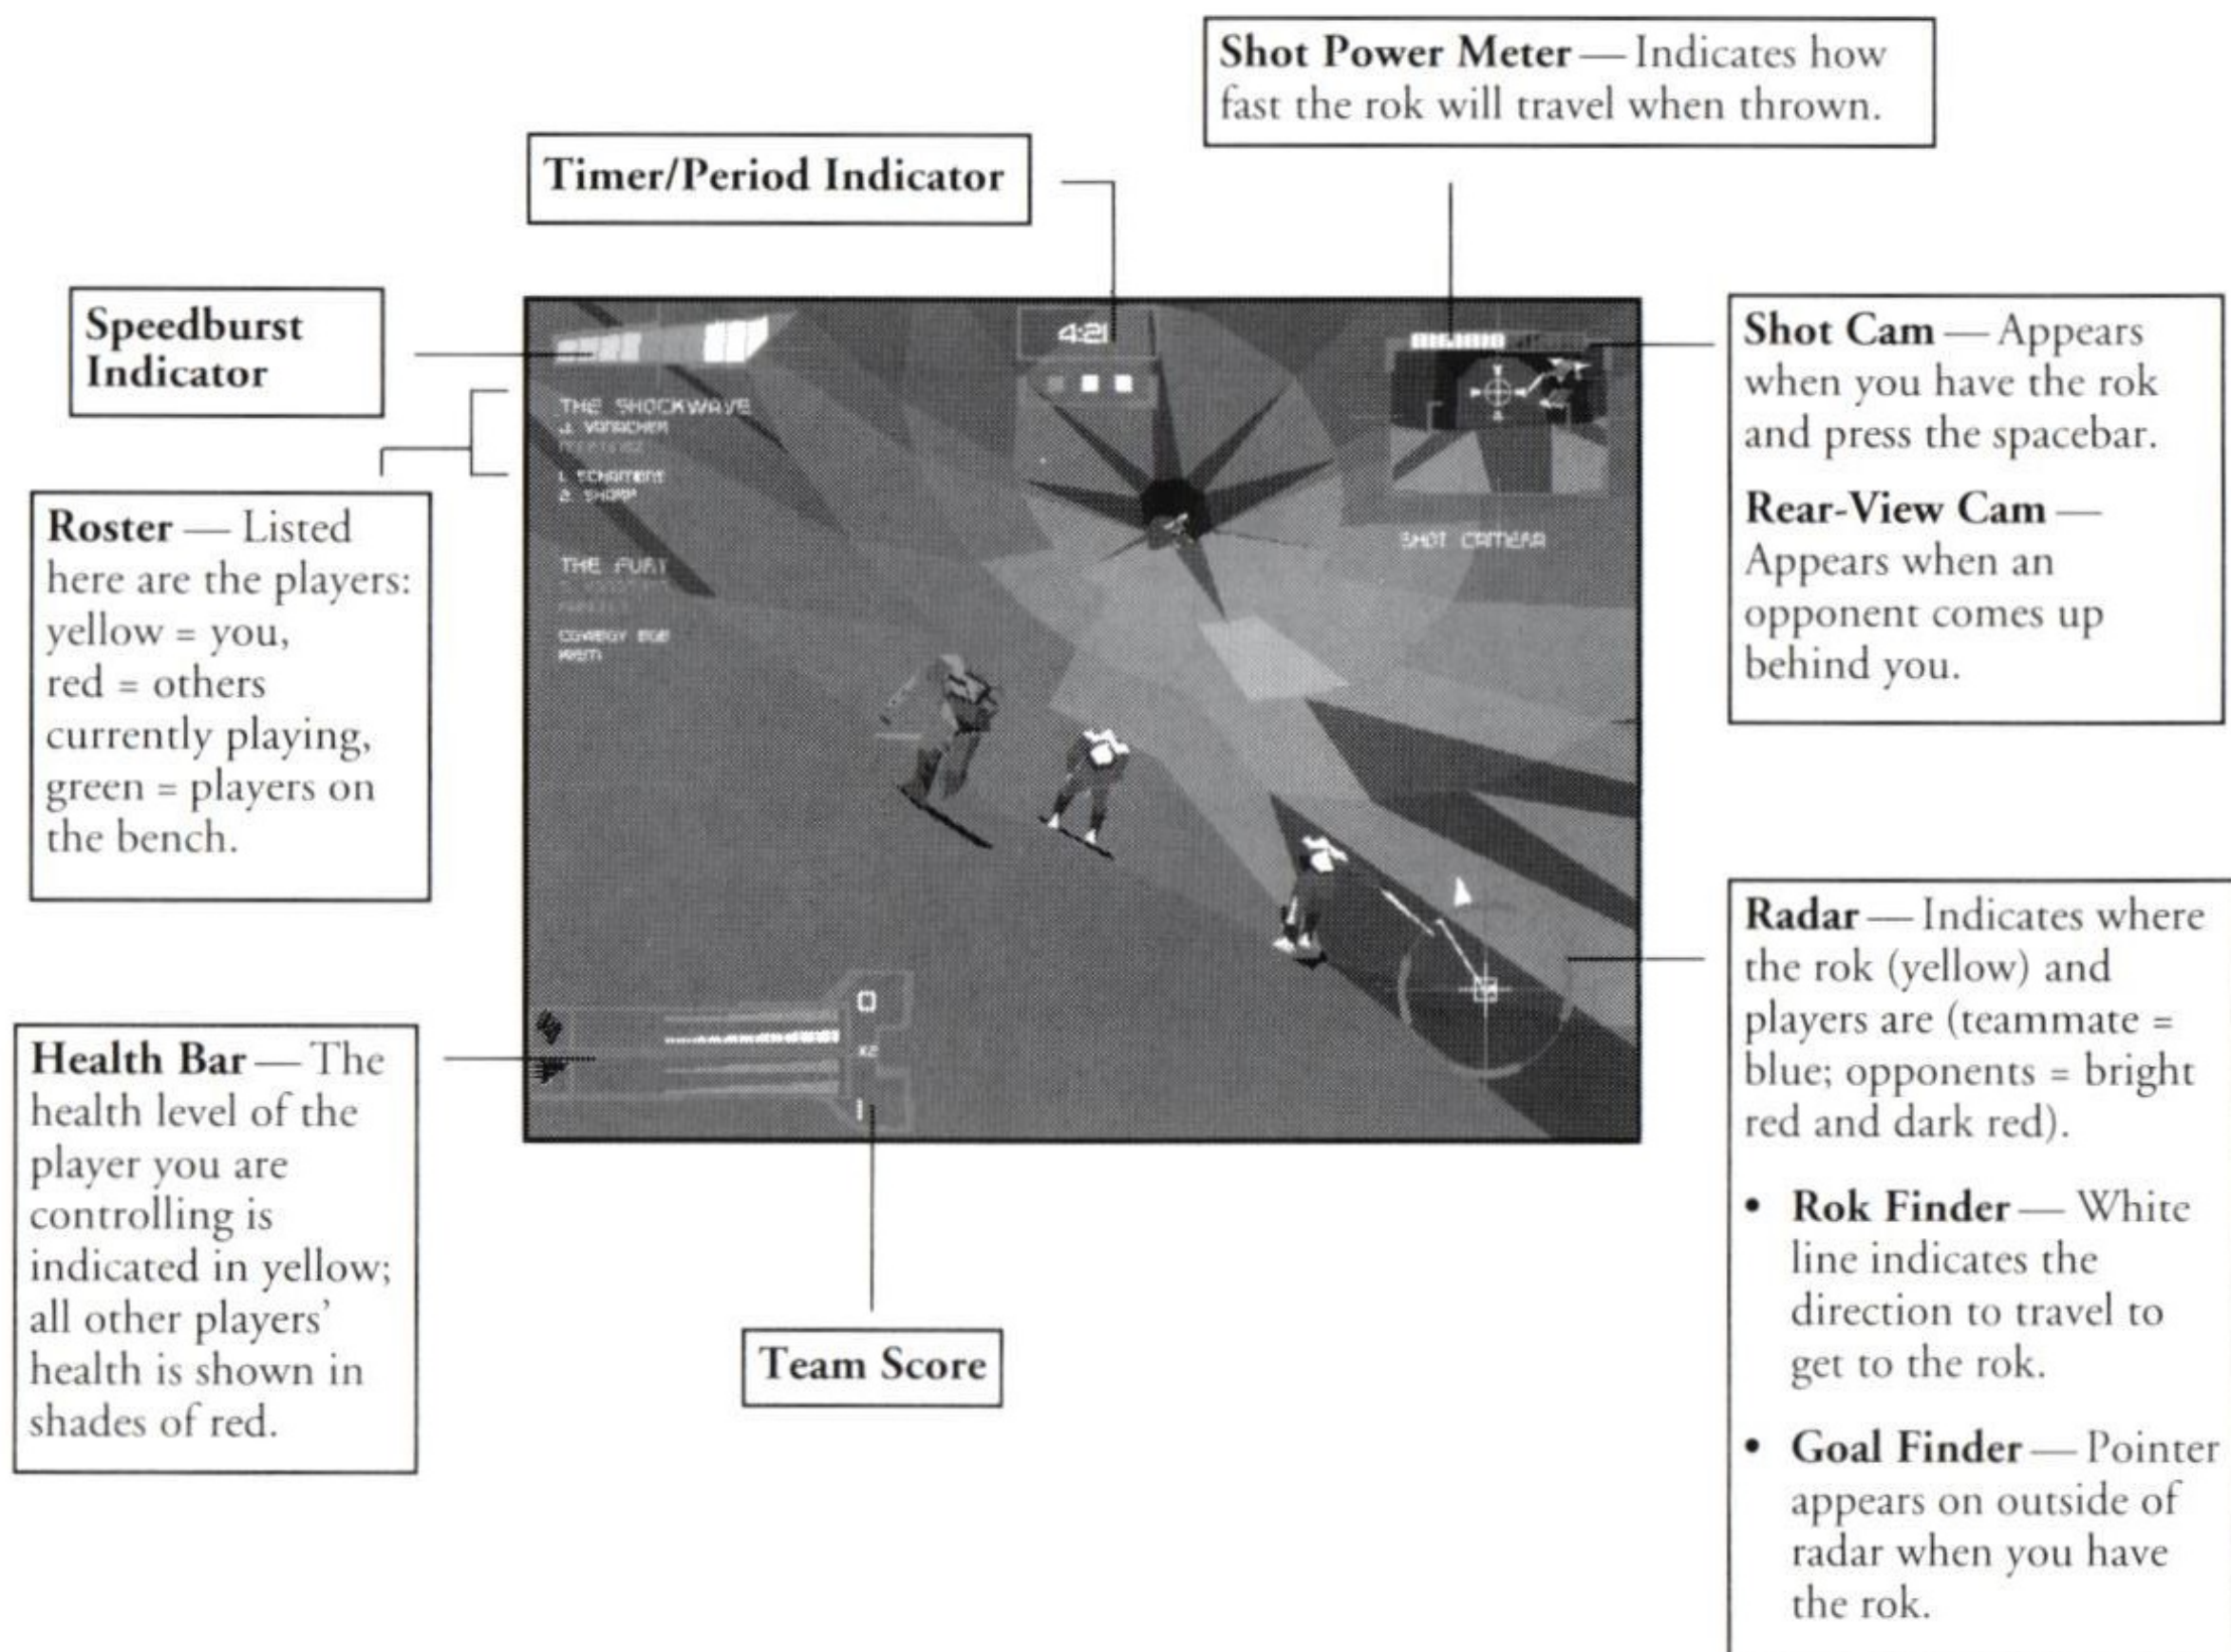 Shot Power Meter — Indicates how
fast the rok will travel when thrown.
Timer/Period Indicator
Speedburst
Indicator
Roster — Listed
here are the players:
yellow = you,
red = others
currently playing,
green = players on
the bench.
Health Bar — The
health level of the
player you are
controlling is
indicated in yellow;
all other players'
health is shown in
shades of red.
4:21
THE SHOCKWAVE
THE FURY
COWBOY BOB
SHOT CAMERA
0
X2
1
Team Score
Shot Cam — Appears
when you have the rok
and press the spacebar.
Rear-View Cam —
Appears when an
opponent comes up
behind you.
Radar — Indicates where
the rok (yellow) and
players are (teammate =
blue; opponents = bright
red and dark red).
• Rok Finder — White
line indicates the
direction to travel to
get to the rok.
• Goal Finder — Pointer
appears on outside of
radar when you have
the rok.